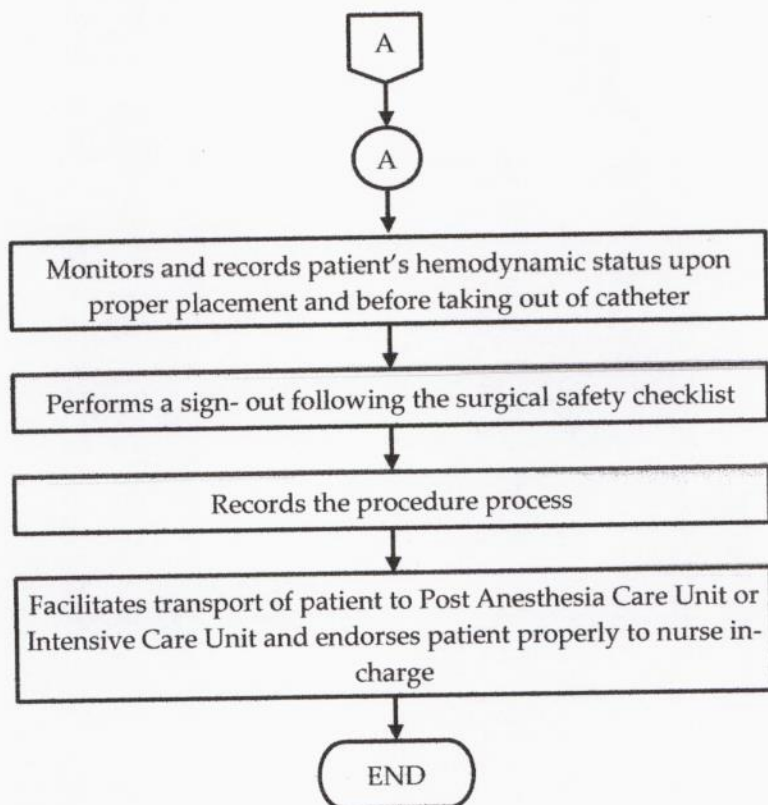 A
A
Monitors and records patient's hemodynamic status upon
proper placement and before taking out of catheter
Performs a sign- out following the surgical safety checklist
Records the procedure process
Facilitates transport of patient to Post Anesthesia Care Unit or
Intensive Care Unit and endorses patient properly to nurse in-
charge
END